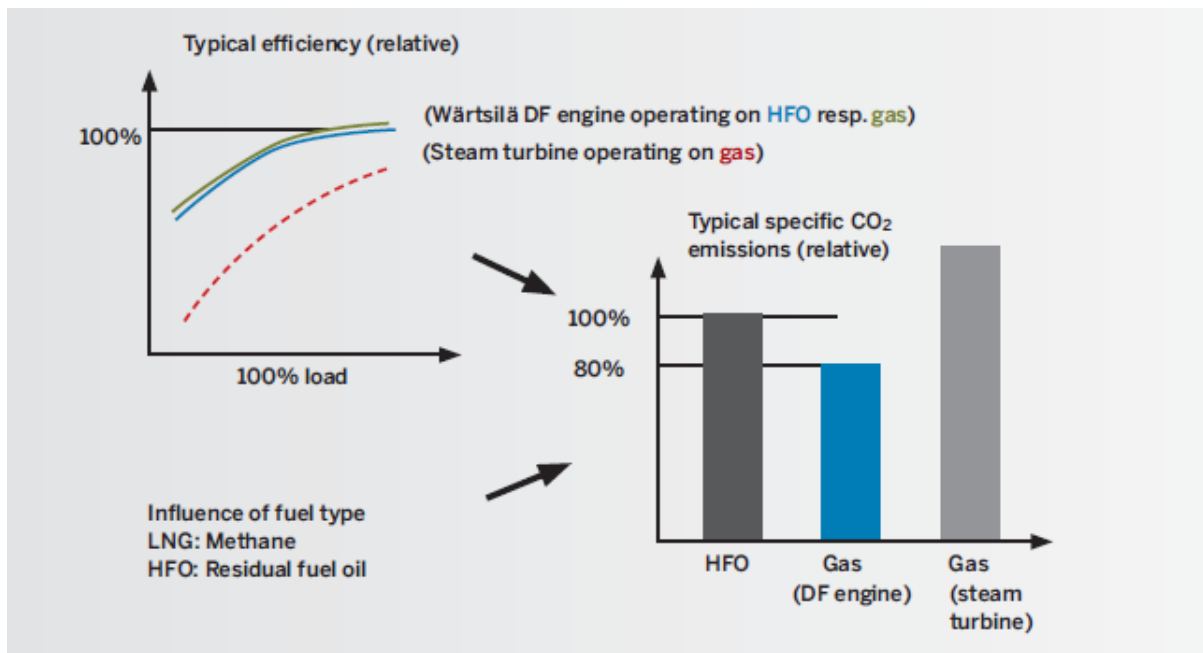 Typical efficiency (relative)
100%
(Wärtsilä DF engine operating on HFO resp. gas)
(Steam turbine operating on gas)
100% load
Typical specific CO₂
emissions (relative)
100%
80%
Influence of fuel type
LNG: Methane
HFO: Residual fuel oil
HFO
Gas
(DF engine)
Gas
(steam
turbine)